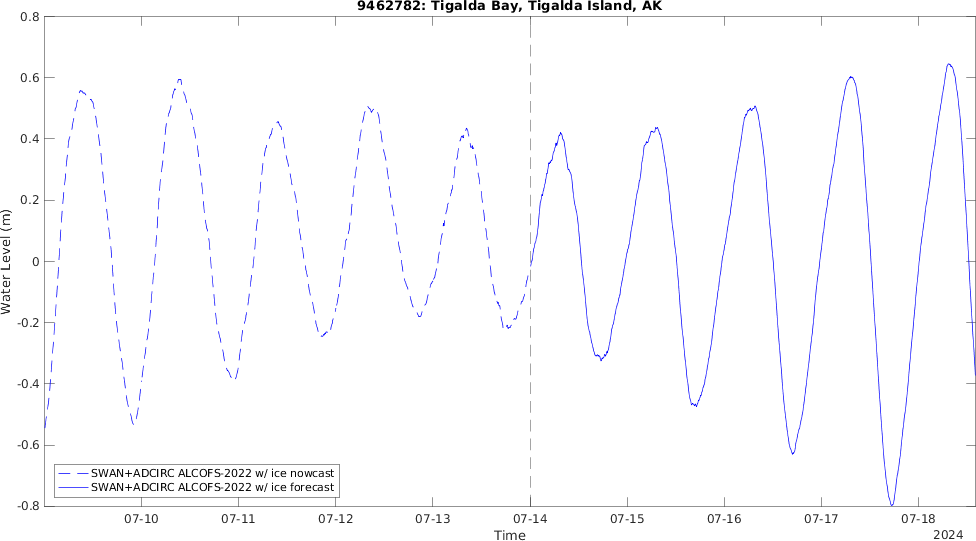 9462782: Tigalda Bay, Tigalda Island, AK
Water Level (m)
0.8
0.6
0.4
0.2
0
-0.2
-0.4
-0.6
-0.8
SWAN+ADCIRC ALCOFS-2022 w/ ice nowcast
SWAN+ADCIRC ALCOFS-2022 w/ ice forecast
07-10 07-11 07-12 07-13 07-14 07-15 07-16 07-17 07-18
Time
2024